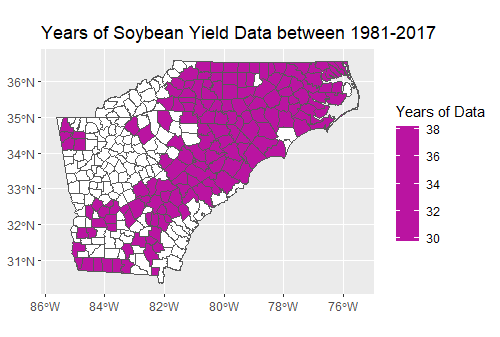 Years of Soybean Yield Data between 1981-2017
36°N
35°N
34°N
33°N
32°N
31°N
86°W
84°W
82°W
80°W
78°W
76°W
Years of Data
38
36
34
32
30